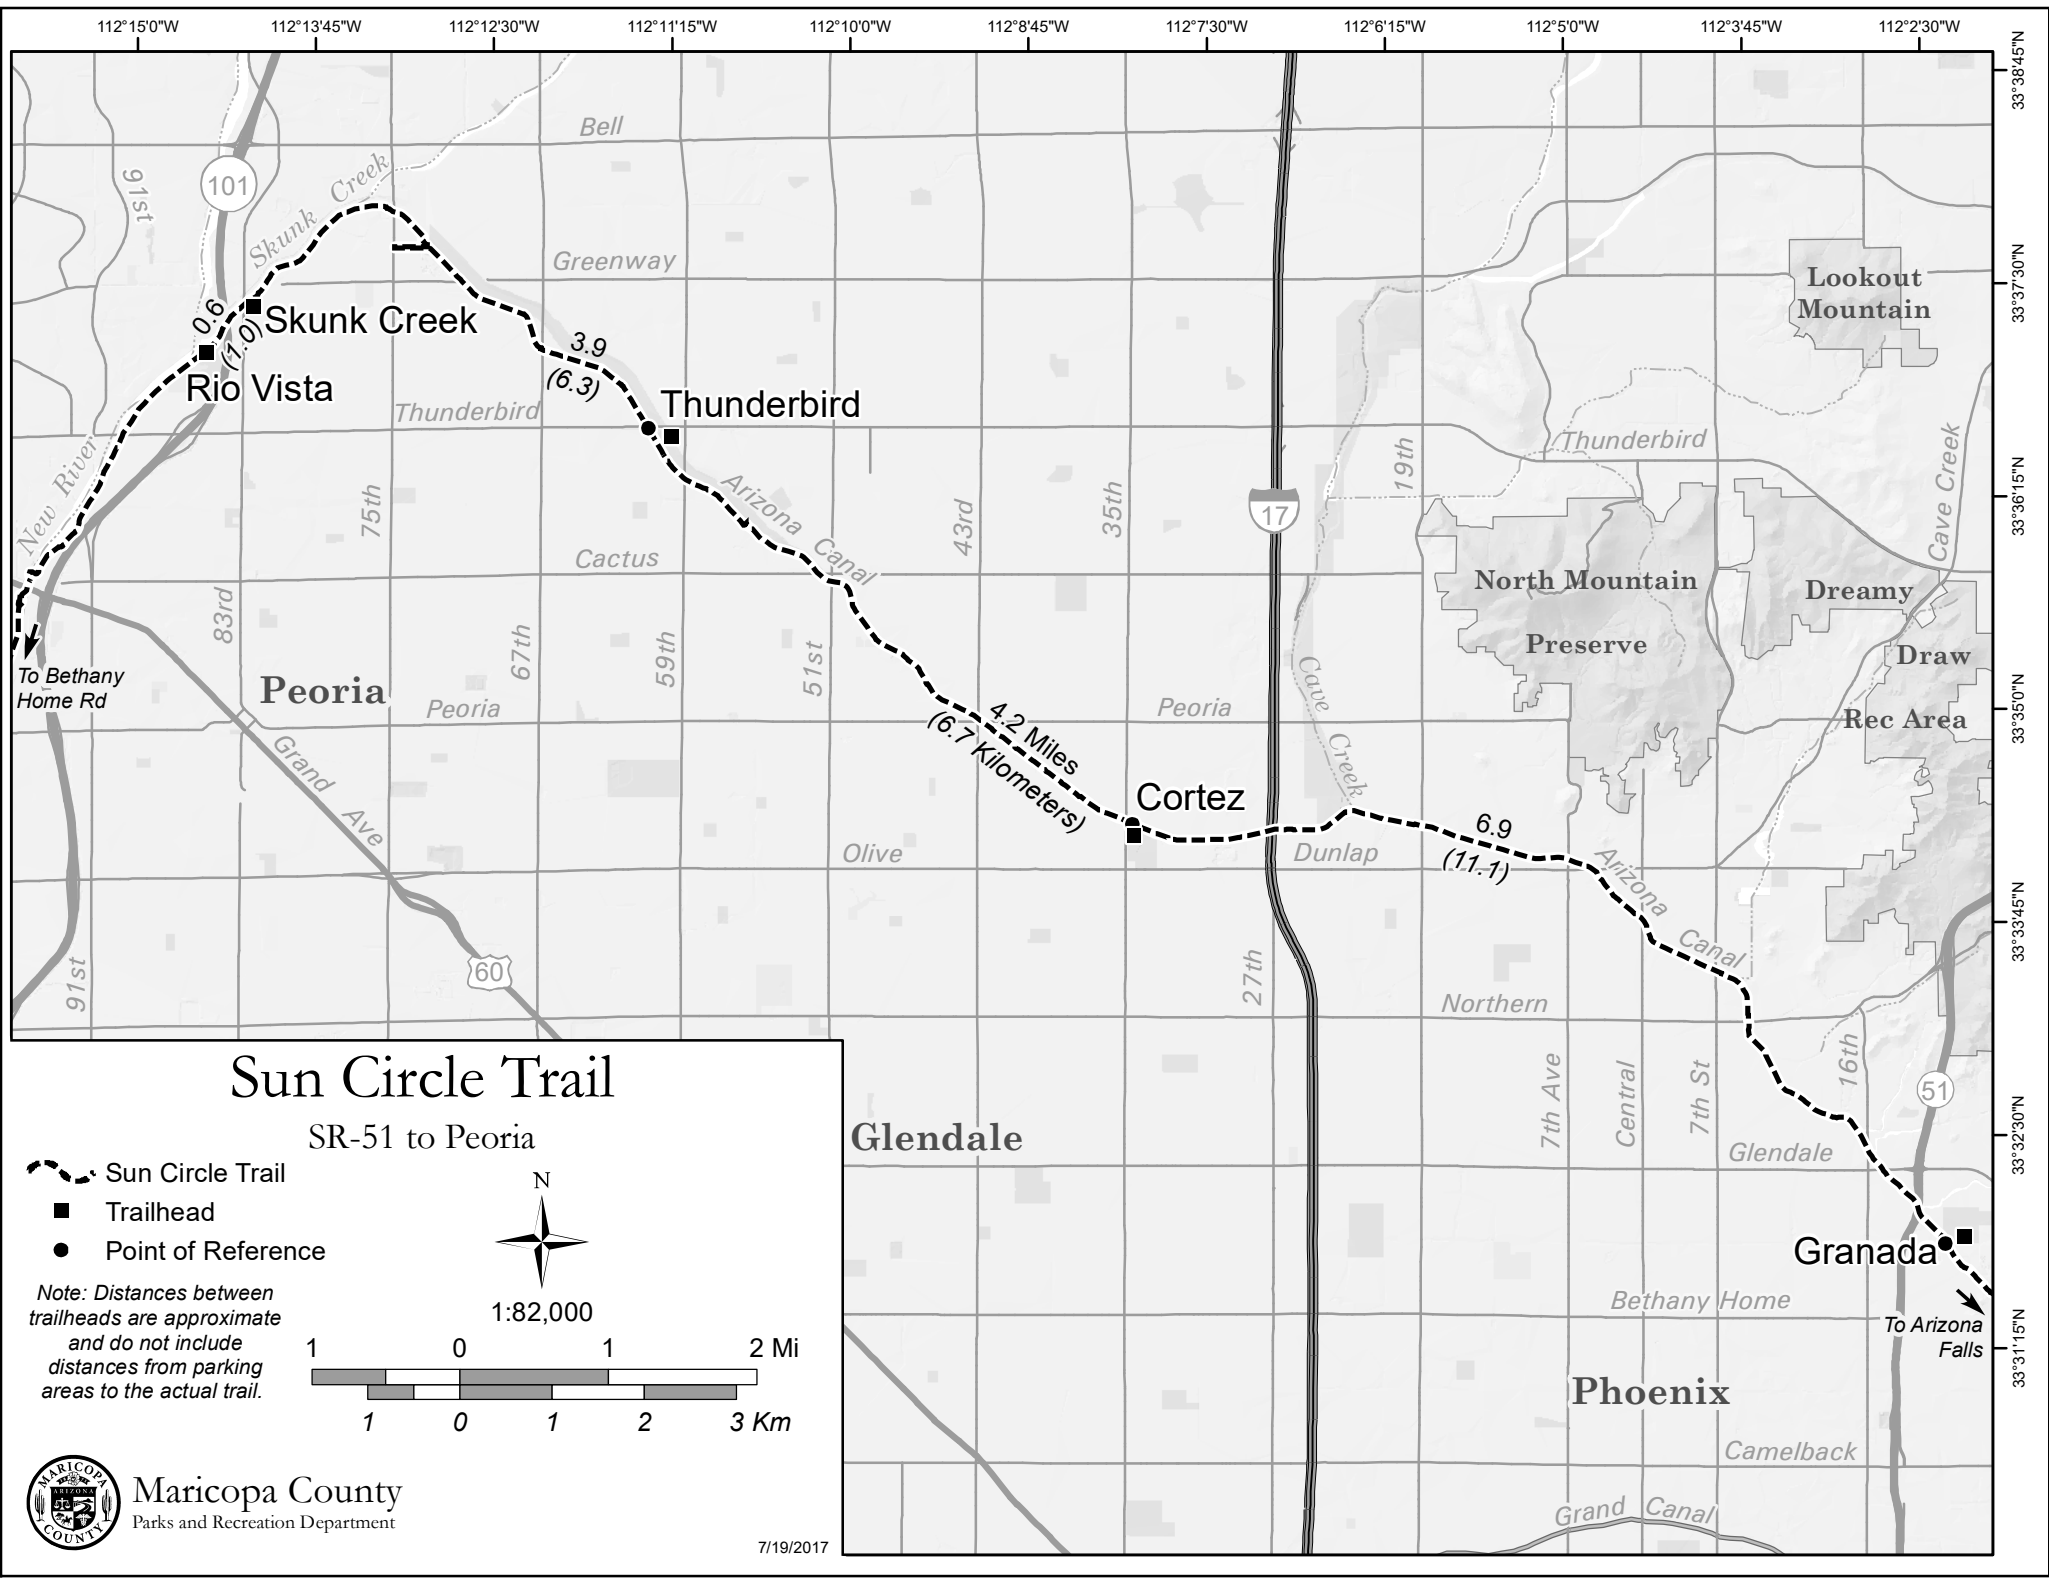 112°15'0"W
112°13'45"W
112°12'30"W
112°11'15"W
112°10'0"W
112°8'45"W
112°7'30"W
112°6'15"W
112°5'0"W
112°3'45"W
112°2'30"W
33°38'45"N
33°37'30"N
33°36'15"N
33°35'0"N
33°33'45"N
33°32'30"N
33°31'15"N
Bell
91st
101
Skunk Creek
Greenway
Lookout
Mountain
0.6
(1.0)
Skunk Creek
Rio Vista
3.9
(6.3)
Thunderbird
Thunderbird
Thunderbird
New River
75th
Arizona Canal
43rd
35th
17
19th
Cave Creek
Cactus
North Mountain
Preserve
Dreamy
Draw
Rec Area
83rd
67th
59th
51st
To Bethany
Home Rd
Peoria
Peoria
Peoria
Cave Creek
4.2 Miles
(6.7 Kilometers)
Grand Ave
Cortez
Olive
Dunlap
6.9
(11.1)
Arizona Canal
91st
60
27th
Northern
7th Ave
Central
7th St
16th
51
Glendale
Glendale
Granada
Bethany Home
To Arizona
Falls
Phoenix
Camelback
Grand Canal
Sun Circle Trail
SR-51 to Peoria
Sun Circle Trail
Trailhead
Point of Reference
N
Note: Distances between
trailheads are approximate
and do not include
distances from parking
areas to the actual trail.
1:82,000
1 0 1 2 Mi
1 0 1 2 3 Km
MARICOPA
ARIZONA
COUNTY
Maricopa County
Parks and Recreation Department
7/19/2017